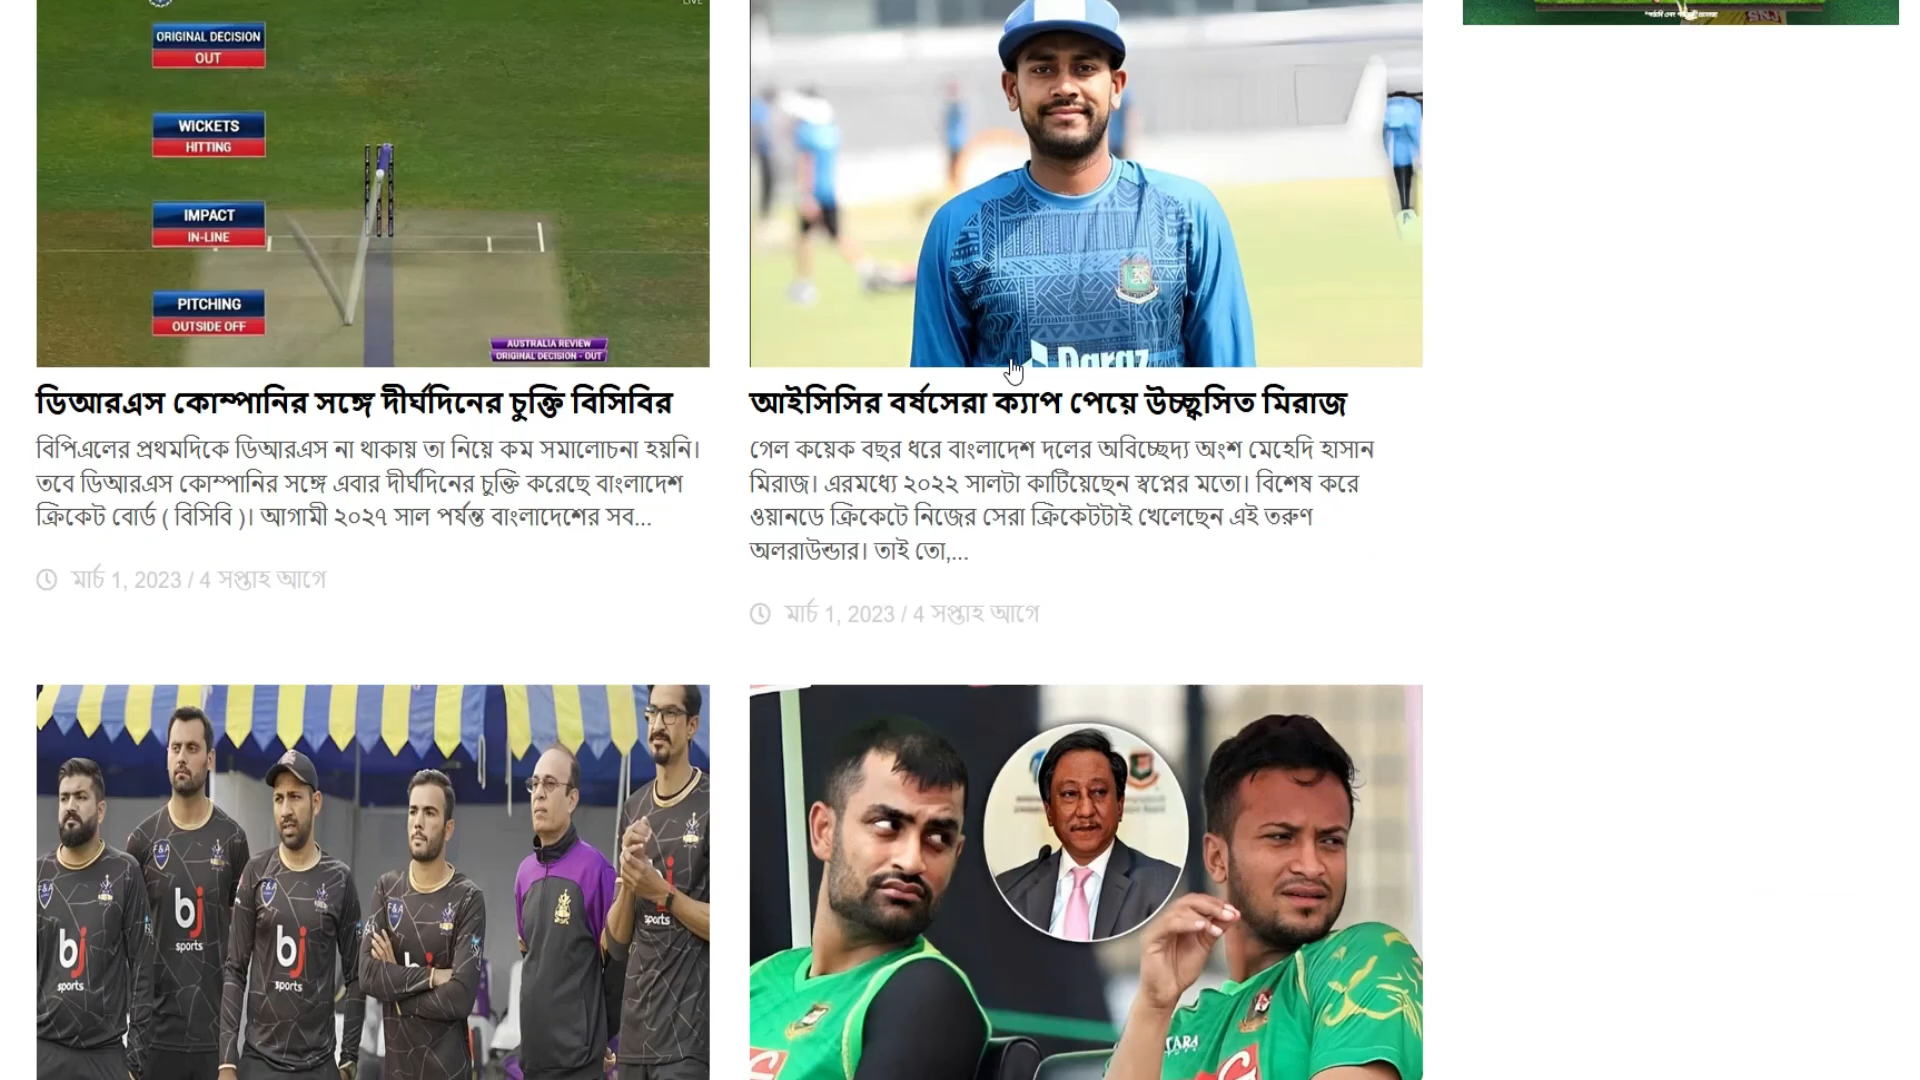 LIVE
ORIGINAL DECISION
OUT
WICKETS
HITTING
IMPACT
IN-LINE
PITCHING
OUTSIDE OFF
AUSTRALIA REVIEW
ORIGINAL DECISION - OUT
Daraz
ডিআরএস কোম্পানির সঙ্গে দীর্ঘদিনের চুক্তি বিসিবির
বিপিএলের প্রথমদিকে ডিআরএস না থাকায় তা নিয়ে কম সমালোচনা হয়নি।
তবে ডিআরএস কোম্পানির সঙ্গে এবার দীর্ঘদিনের চুক্তি করেছে বাংলাদেশ
ক্রিকেট বোর্ড ( বিসিবি )। আগামী ২০২৭ সাল পর্যন্ত বাংলাদেশের সব...
মার্চ 1, 2023 / 4 সপ্তাহ আগে
আইসিসির বর্ষসেরা ক্যাপ পেয়ে উচ্ছ্বসিত মিরাজ
গেল কয়েক বছর ধরে বাংলাদেশ দলের অবিচ্ছেদ্য অংশ মেহেদি হাসান
মিরাজ। এরমধ্যে ২০২২ সালটা কাটিয়েছেন স্বপ্নের মতো। বিশেষ করে
ওয়ানডে ক্রিকেটে নিজের সেরা ক্রিকেটটাই খেলেছেন এই তরুণ
অলরাউন্ডার। তাই তো,...
মার্চ 1, 2023 / 4 সপ্তাহ আগে
F&A
F&A
F&A
F&A
bj
sports
bj
sports
bj
sports
bj
sports